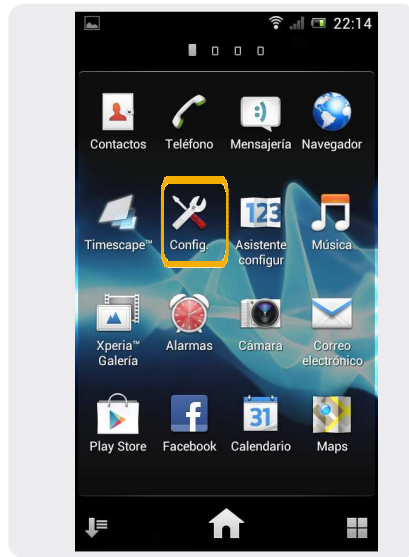 22:14
Contactos Teléfono Mensajería Navegador
:)
Timescape™ Config. Asistente configur Música
123
Xperia™ Galería Alarmas Cámara Correo electrónico
Play Store Facebook Calendario Maps
f
31